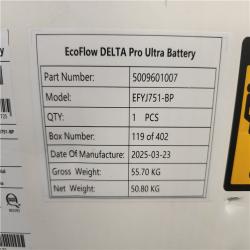 EcoFlow DELTA Pro Ultra Battery
Part Number: 5009601007
Model: EFYJ751-BP
QTY: 1 PCS
Box Number: 119 of 402
Date of Manufacture: 2025-03-23
Gross Weight: 55.70 KG
Net Weight: 50.80 KG